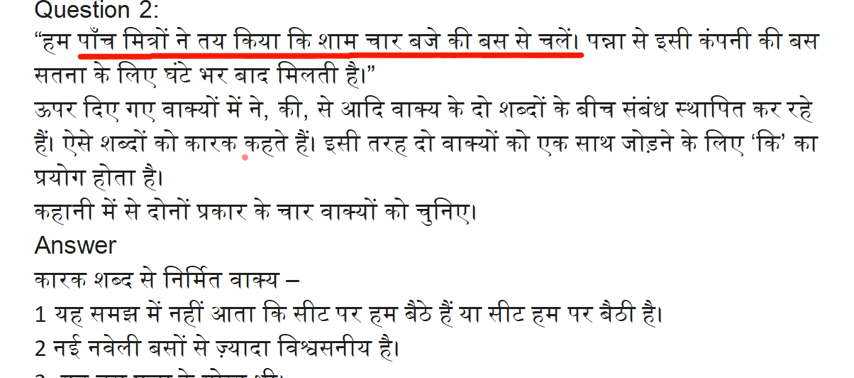 Question 2:
“हम पाँच मित्रों ने तय किया कि शाम चार बजे की बस से चलें। पन्ना से इसी कंपनी की बस
सतना के लिए घंटे भर बाद मिलती है।”
ऊपर दिए गए वाक्यों में ने, की, से आदि वाक्य के दो शब्दों के बीच संबंध स्थापित कर रहे
हैं। ऐसे शब्दों को कारक कहते हैं। इसी तरह दो वाक्यों को एक साथ जोड़ने के लिए ‘कि’ का
प्रयोग होता है।
कहानी में से दोनों प्रकार के चार वाक्यों को चुनिए।
Answer
कारक शब्द से निर्मित वाक्य –
1 यह समझ में नहीं आता कि सीट पर हम बैठे हैं या सीट हम पर बैठी है।
2 नई नवेली बसों से ज़्यादा विश्वसनीय है।